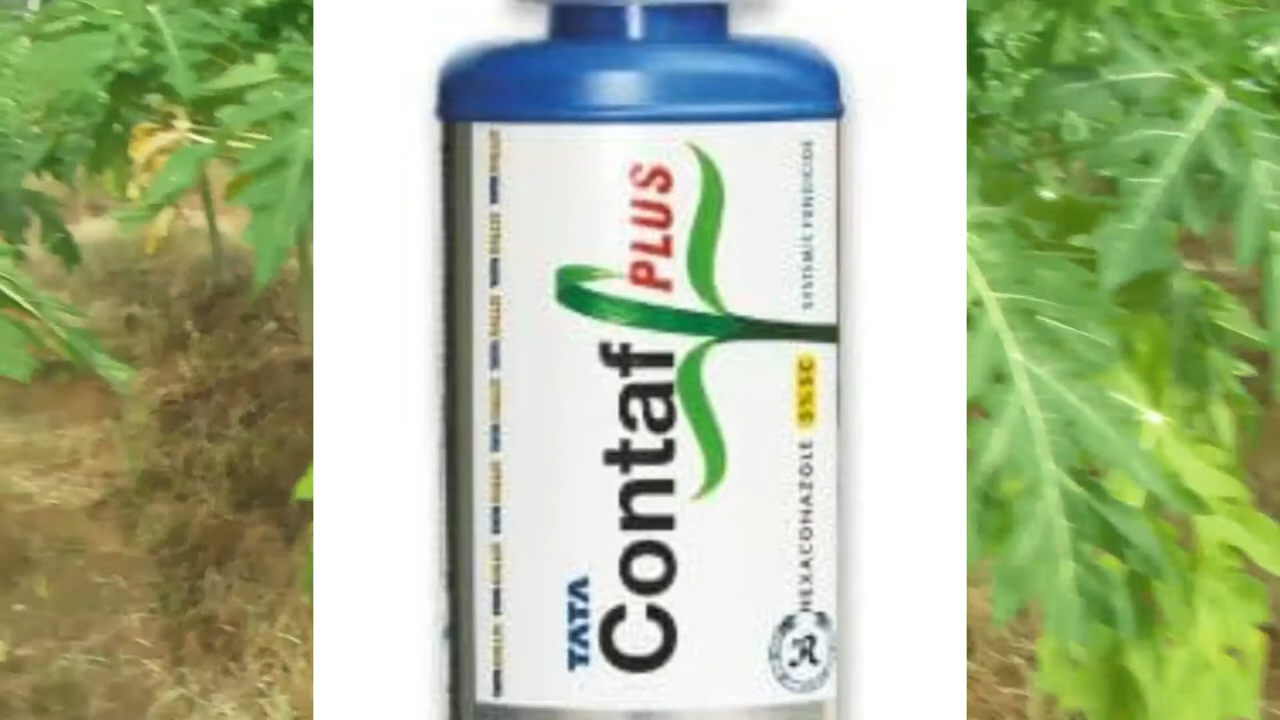 TATA
Contaf
PLUS
HEXACONAZOLE 5% SC
SYSTEMIC FUNGICIDE